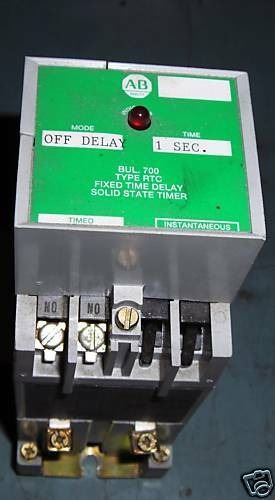 AB
MODE
TIME
OFF DELAY
1 SEC.
BUL. 700
TYPE RTC
FIXED TIME DELAY
SOLID STATE TIMER
TIMED
INSTANTANEOUS
NO
NO